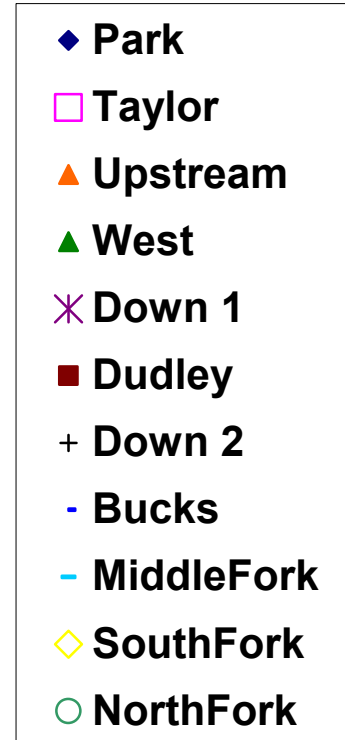 Park
Taylor
Upstream
West
Down 1
Dudley
Down 2
Bucks
MiddleFork
SouthFork
NorthFork